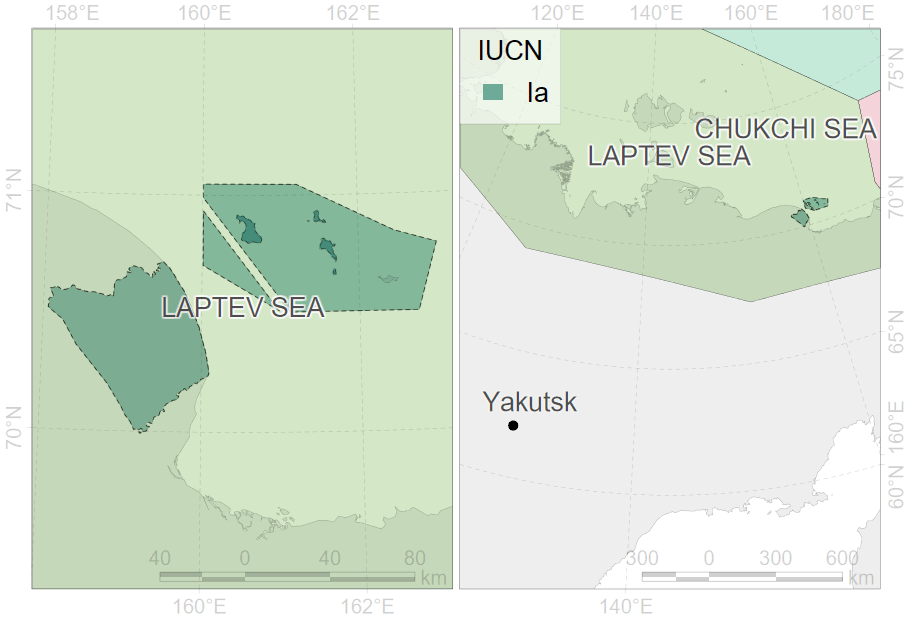 158°E 160°E 162°E
120°E 140°E 160°E 180°E
71°N
70°N
LAPTEV SEA
40 0 40 80
km
160°E 162°E
IUCN
Ia
CHUKCHI SEA
LAPTEV SEA
Yakutsk
75°N
70°N
65°N
160°E
60°N
300 0 300 600
km
140°E